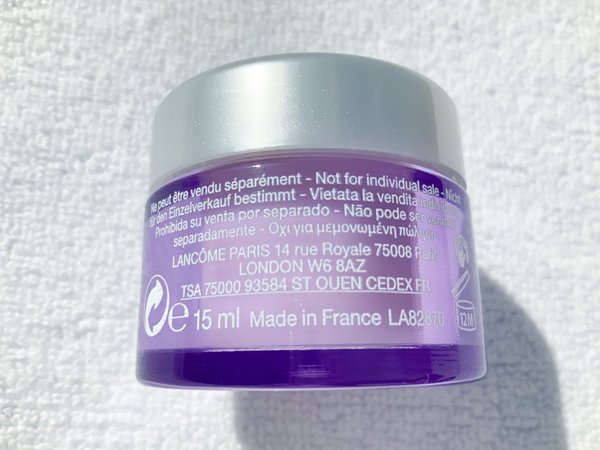 Ne peut être vendu séparément - Not for individual sale - Nicht
für den Einzelverkauf bestimmt - Vietata la vendita
Prohibida su venta por separado - Não pode ser
separadamente - Όχι για μεμονωμένη πώληση
LANCÔME PARIS 14 rue Royale 75008 Paris
LONDON W6 8AZ
TSA 75000 93584 ST OUEN CEDEX FR
e 15 ml Made in France LA82870
12M